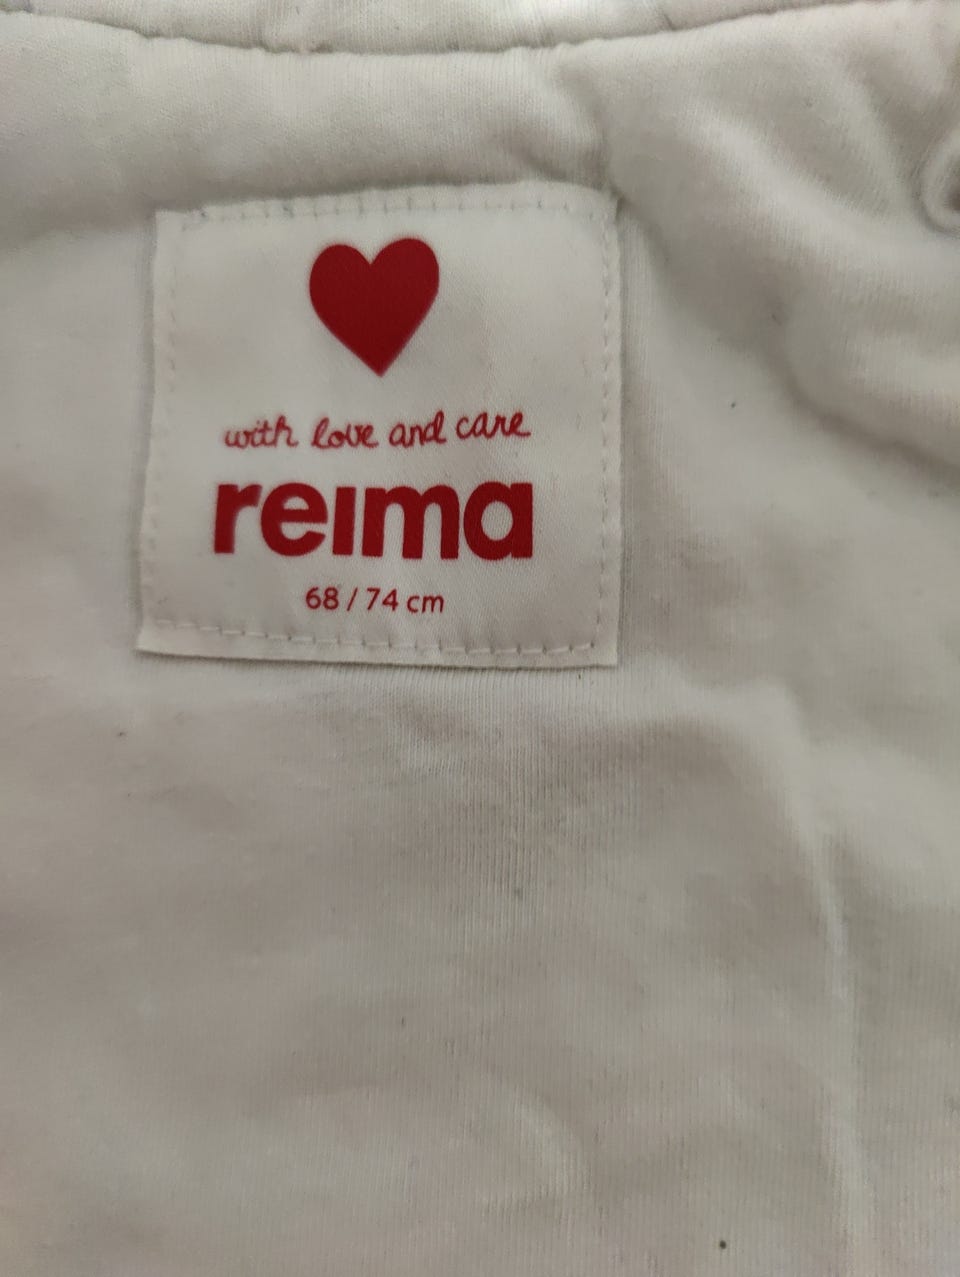 with love and care
reima
68 / 74 cm